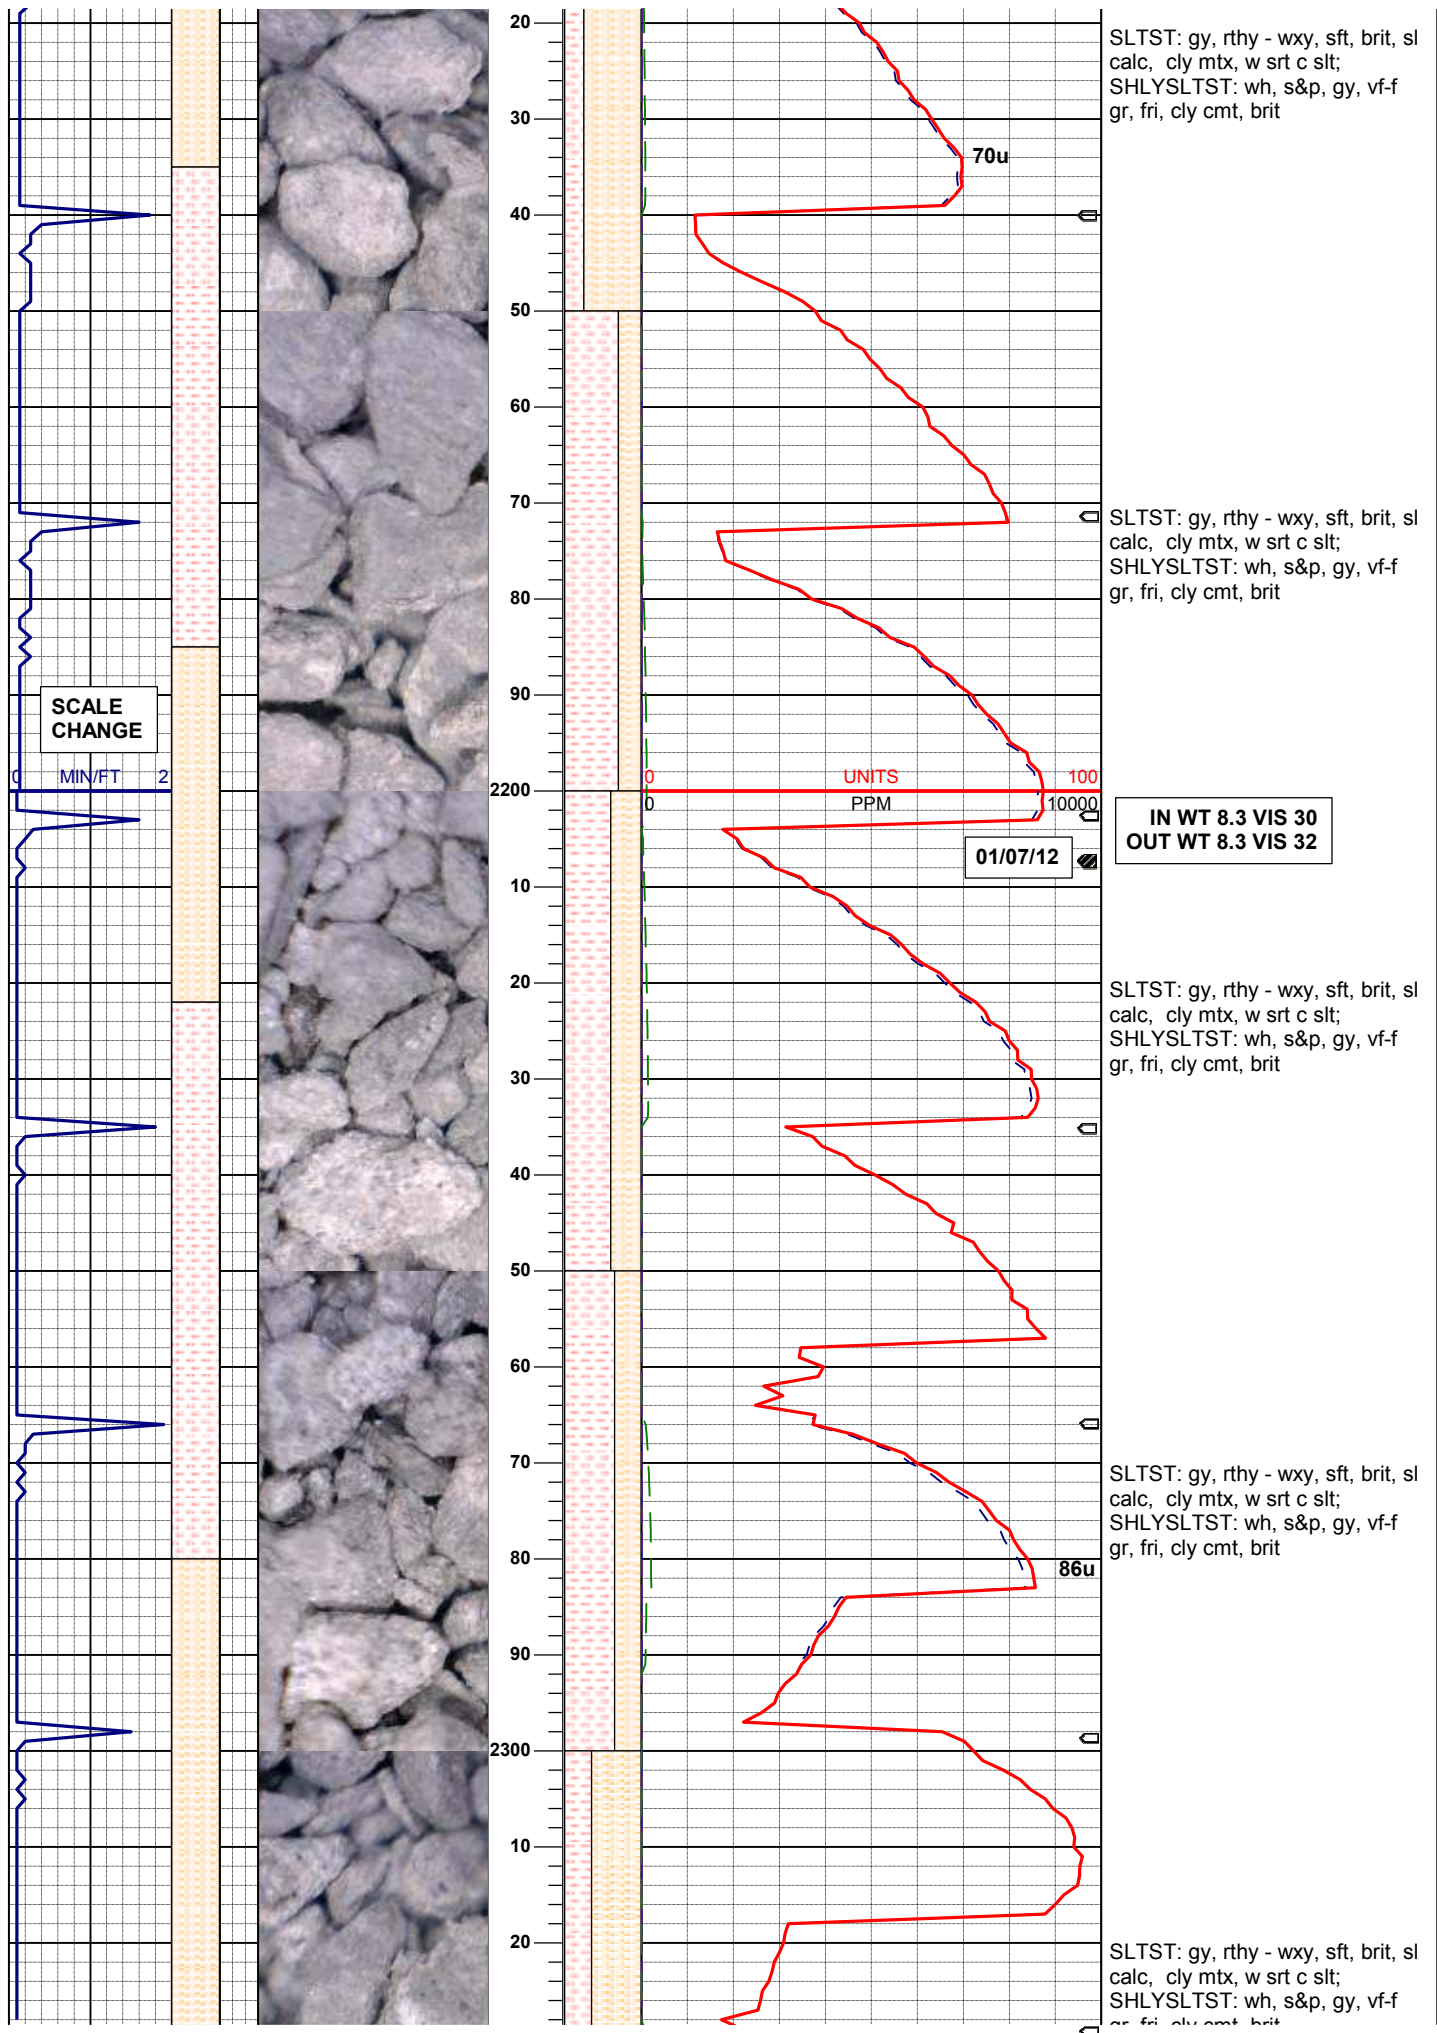 20
SLTST: gy, rthy - wxy, sft, brit, sl
calc, cly mtx, w srt c slt;
SHLYSLTST: wh, s&p, gy, vf-f
gr, fri, cly cmt, brit
30
70u
40
50
60
70
SLTST: gy, rthy - wxy, sft, brit, sl
calc, cly mtx, w srt c slt;
SHLYSLTST: wh, s&p, gy, vf-f
gr, fri, cly cmt, brit
80
90
SCALE
CHANGE
0 MIN/FT 2
0 UNITS 100
2200
0 PPM 10000
IN WT 8.3 VIS 30
OUT WT 8.3 VIS 32
01/07/12
10
20
SLTST: gy, rthy - wxy, sft, brit, sl
calc, cly mtx, w srt c slt;
SHLYSLTST: wh, s&p, gy, vf-f
gr, fri, cly cmt, brit
30
40
50
60
70
SLTST: gy, rthy - wxy, sft, brit, sl
calc, cly mtx, w srt c slt;
SHLYSLTST: wh, s&p, gy, vf-f
gr, fri, cly cmt, brit
80
86u
90
2300
10
20
SLTST: gy, rthy - wxy, sft, brit, sl
calc, cly mtx, w srt c slt;
SHLYSLTST: wh, s&p, gy, vf-f
gr, fri, cly cmt, brit